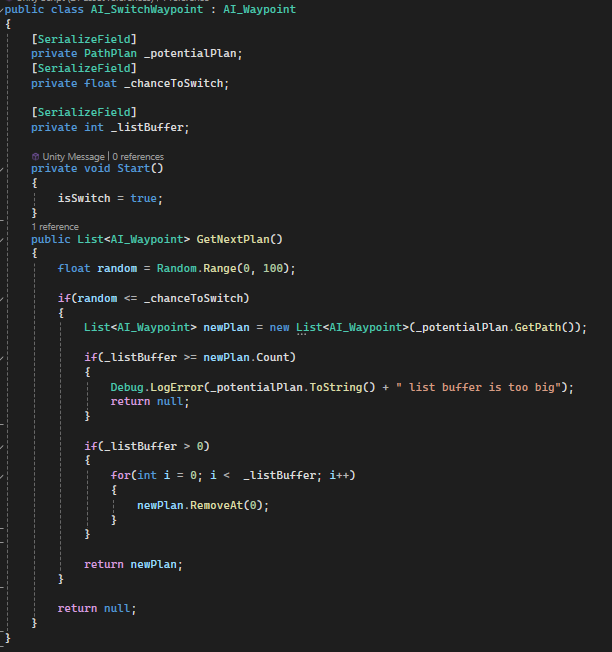 public class AI_SwitchWaypoint : AI_Waypoint
{
[SerializeField]
private PathPlan _potentialPlan;
[SerializeField]
private float _chanceToSwitch;
[SerializeField]
private int _listBuffer;
Unity Message | 0 references
private void Start()
{
isSwitch = true;
}
1 reference
public List<AI_Waypoint> GetNextPlan()
{
float random = Random.Range(0, 100);
if(random <= _chanceToSwitch)
{
List<AI_Waypoint> newPlan = new List<AI_Waypoint>(_potentialPlan.GetPath());
if(_listBuffer >= newPlan.Count)
{
Debug.LogError(_potentialPlan.ToString() + " list buffer is too big");
return null;
}
if(_listBuffer > 0)
{
for(int i = 0; i <  _listBuffer; i++)
{
newPlan.RemoveAt(0);
}
}
return newPlan;
}
return null;
}
}